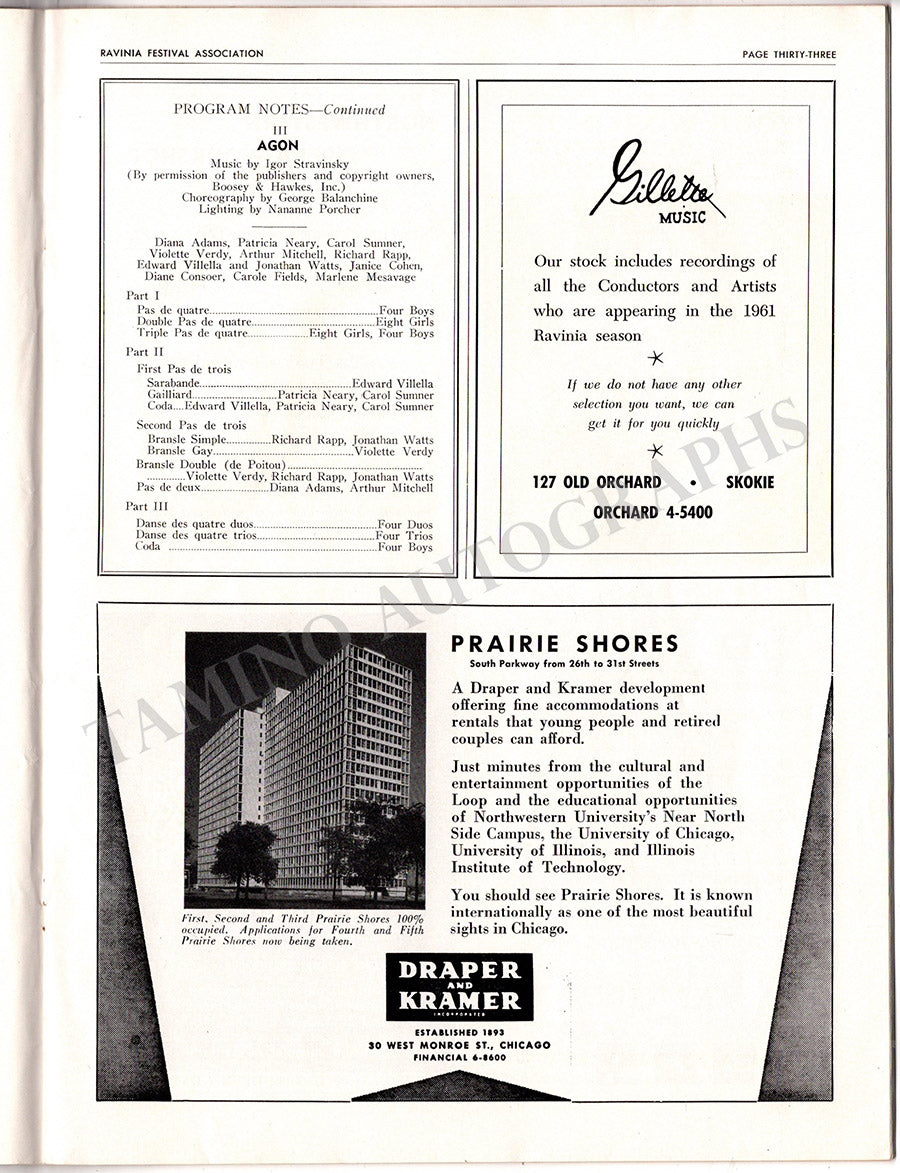 RAVINIA FESTIVAL ASSOCIATION
PAGE THIRTY-THREE
PROGRAM NOTES—Continued
III
AGON
Music by Igor Stravinsky
(By permission of the publishers and copyright owners,
Boosey & Hawkes, Inc.)
Choreography by George Balanchine
Lighting by Nananne Porcher
Diana Adams, Patricia Neary, Carol Sumner,
Violette Verdy, Arthur Mitchell, Richard Rapp,
Edward Villella and Jonathan Watts, Janice Cohen,
Diane Consoer, Carole Fields, Marlene Mesavage
Part I
Pas de quatre...Four Boys
Double Pas de quatre...Eight Girls
Triple Pas de quatre...Eight Girls, Four Boys
Part II
First Pas de trois
Sarabande...Edward Villella
Gailliard...Patricia Neary, Carol Sumner
Coda....Edward Villella, Patricia Neary, Carol Sumner
Second Pas de trois
Bransle Simple...Richard Rapp, Jonathan Watts
Bransle Gay...Violette Verdy
Bransle Double (de Poitou)...
...Violette Verdy, Richard Rapp, Jonathan Watts
Pas de deux...Diana Adams, Arthur Mitchell
Part III
Danse des quatre duos...Four Duos
Danse des quatre trios...Four Trios
Coda ...Four Boys
Gillette
MUSIC
Our stock includes recordings of
all the Conductors and Artists
who are appearing in the 1961
Ravinia season
If we do not have any other
selection you want, we can
get it for you quickly
127 OLD ORCHARD • SKOKIE
ORCHARD 4-5400
TAMINO AUTOGRAPHS
PRAIRIE SHORES
South Parkway from 26th to 31st Streets
A Draper and Kramer development
offering fine accommodations at
rentals that young people and retired
couples can afford.
Just minutes from the cultural and
entertainment opportunities of the
Loop and the educational opportunities
of Northwestern University's Near North
Side Campus, the University of Chicago,
University of Illinois, and Illinois
Institute of Technology.
You should see Prairie Shores. It is known
internationally as one of the most beautiful
sights in Chicago.
First, Second and Third Prairie Shores 100%
occupied. Applications for Fourth and Fifth
Prairie Shores now being taken.
DRAPER
AND
KRAMER
INCORPORATED
ESTABLISHED 1893
30 WEST MONROE ST., CHICAGO
FINANCIAL 6-8600